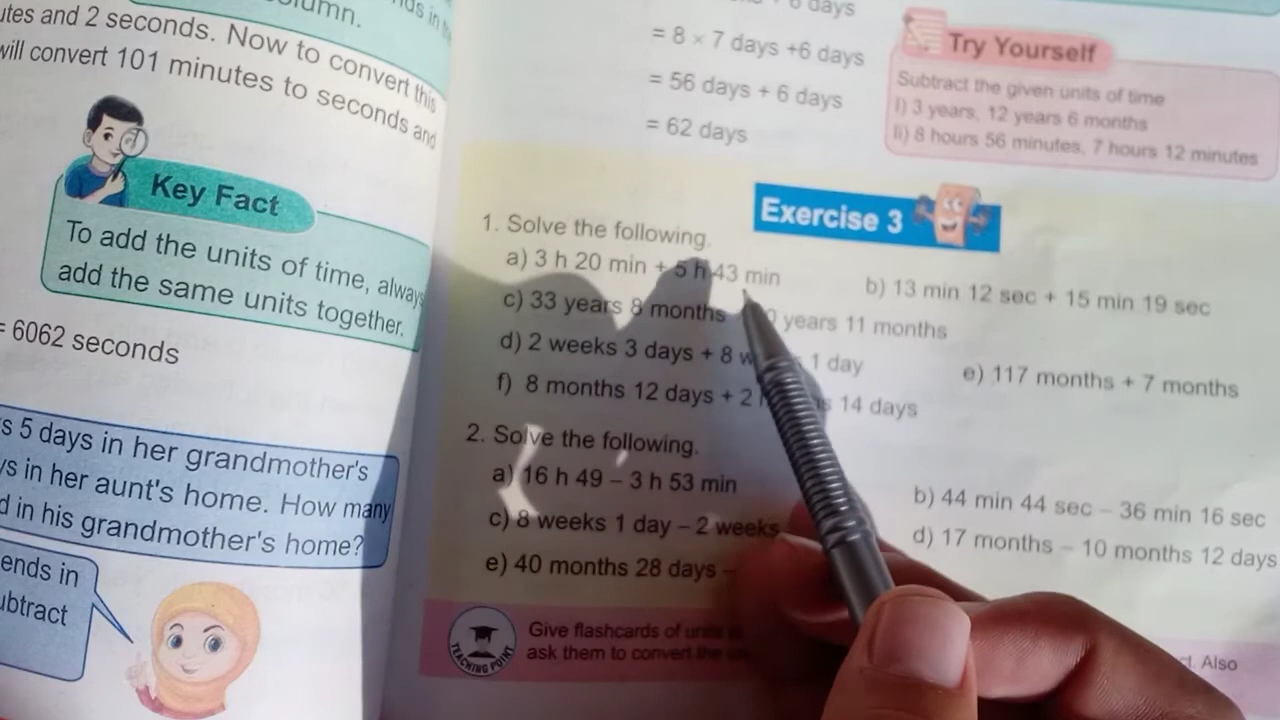 olumn.
utes and 2 seconds. Now to convert this
will convert 101 minutes to seconds and
Key Fact
To add the units of time, always
add the same units together.
= 6062 seconds
s 5 days in her grandmother's
ys in her aunt's home. How many
d in his grandmother's home?
ends in
ubtract
days
= 8 × 7 days +6 days
= 56 days + 6 days
= 62 days
Try Yourself
Subtract the given units of time
i) 3 years, 12 years 6 months
ii) 8 hours 56 minutes, 7 hours 12 minutes
Exercise 3
1. Solve the following.
a) 3 h 20 min + 5 h 43 min
b) 13 min 12 sec + 15 min 19 sec
c) 33 years 8 months 0 years 11 months
d) 2 weeks 3 days + 8 w 1 day
e) 117 months + 7 months
f) 8 months 12 days + 2 s 14 days
2. Solve the following.
a) 16 h 49 – 3 h 53 min
b) 44 min 44 sec – 36 min 16 sec
c) 8 weeks 1 day – 2 weeks
d) 17 months – 10 months 12 days
e) 40 months 28 days –
TEACHING POINT
Give flashcards of units
ask them to convert the
ct. Also